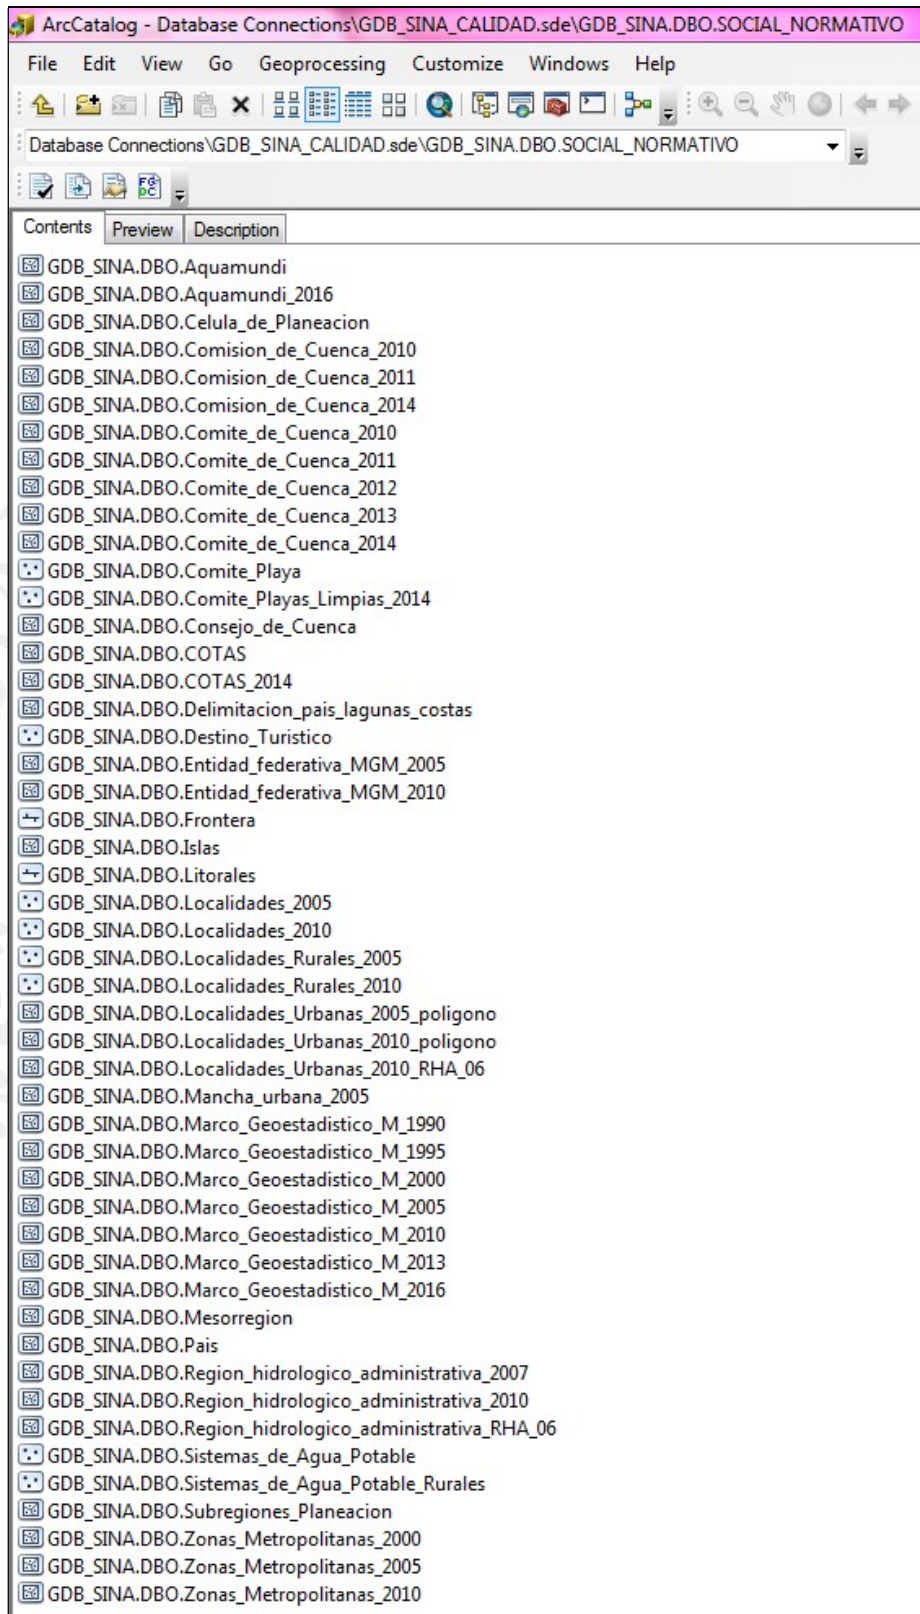 ArcCatalog - Database Connections\GDB_SINA_CALIDAD.sde\GDB_SINA.DBO.SOCIAL_NORMATIVO
File Edit View Go Geoprocessing Customize Windows Help
Database Connections\GDB_SINA_CALIDAD.sde\GDB_SINA.DBO.SOCIAL_NORMATIVO
Contents Preview Description
GDB_SINA.DBO.Aquamundi
GDB_SINA.DBO.Aquamundi_2016
GDB_SINA.DBO.Celula_de_Planeacion
GDB_SINA.DBO.Comision_de_Cuenca_2010
GDB_SINA.DBO.Comision_de_Cuenca_2011
GDB_SINA.DBO.Comision_de_Cuenca_2014
GDB_SINA.DBO.Comite_de_Cuenca_2010
GDB_SINA.DBO.Comite_de_Cuenca_2011
GDB_SINA.DBO.Comite_de_Cuenca_2012
GDB_SINA.DBO.Comite_de_Cuenca_2013
GDB_SINA.DBO.Comite_de_Cuenca_2014
GDB_SINA.DBO.Comite_Playa
GDB_SINA.DBO.Comite_Playas_Limpias_2014
GDB_SINA.DBO.Consejo_de_Cuenca
GDB_SINA.DBO.COTAS
GDB_SINA.DBO.COTAS_2014
GDB_SINA.DBO.Delimitacion_pais_lagunas_costas
GDB_SINA.DBO.Destino_Turistico
GDB_SINA.DBO.Entidad_federativa_MGM_2005
GDB_SINA.DBO.Entidad_federativa_MGM_2010
GDB_SINA.DBO.Frontera
GDB_SINA.DBO.Islas
GDB_SINA.DBO.Litorales
GDB_SINA.DBO.Localidades_2005
GDB_SINA.DBO.Localidades_2010
GDB_SINA.DBO.Localidades_Rurales_2005
GDB_SINA.DBO.Localidades_Rurales_2010
GDB_SINA.DBO.Localidades_Urbanas_2005_poligono
GDB_SINA.DBO.Localidades_Urbanas_2010_poligono
GDB_SINA.DBO.Localidades_Urbanas_2010_RHA_06
GDB_SINA.DBO.Mancha_urbana_2005
GDB_SINA.DBO.Marco_Geoestadistico_M_1990
GDB_SINA.DBO.Marco_Geoestadistico_M_1995
GDB_SINA.DBO.Marco_Geoestadistico_M_2000
GDB_SINA.DBO.Marco_Geoestadistico_M_2005
GDB_SINA.DBO.Marco_Geoestadistico_M_2010
GDB_SINA.DBO.Marco_Geoestadistico_M_2013
GDB_SINA.DBO.Marco_Geoestadistico_M_2016
GDB_SINA.DBO.Mesorregion
GDB_SINA.DBO.Pais
GDB_SINA.DBO.Region_hidrologico_administrativa_2007
GDB_SINA.DBO.Region_hidrologico_administrativa_2010
GDB_SINA.DBO.Region_hidrologico_administrativa_RHA_06
GDB_SINA.DBO.Sistemas_de_Agua_Potable
GDB_SINA.DBO.Sistemas_de_Agua_Potable_Rurales
GDB_SINA.DBO.Subregiones_Planeacion
GDB_SINA.DBO.Zonas_Metropolitanas_2000
GDB_SINA.DBO.Zonas_Metropolitanas_2005
GDB_SINA.DBO.Zonas_Metropolitanas_2010